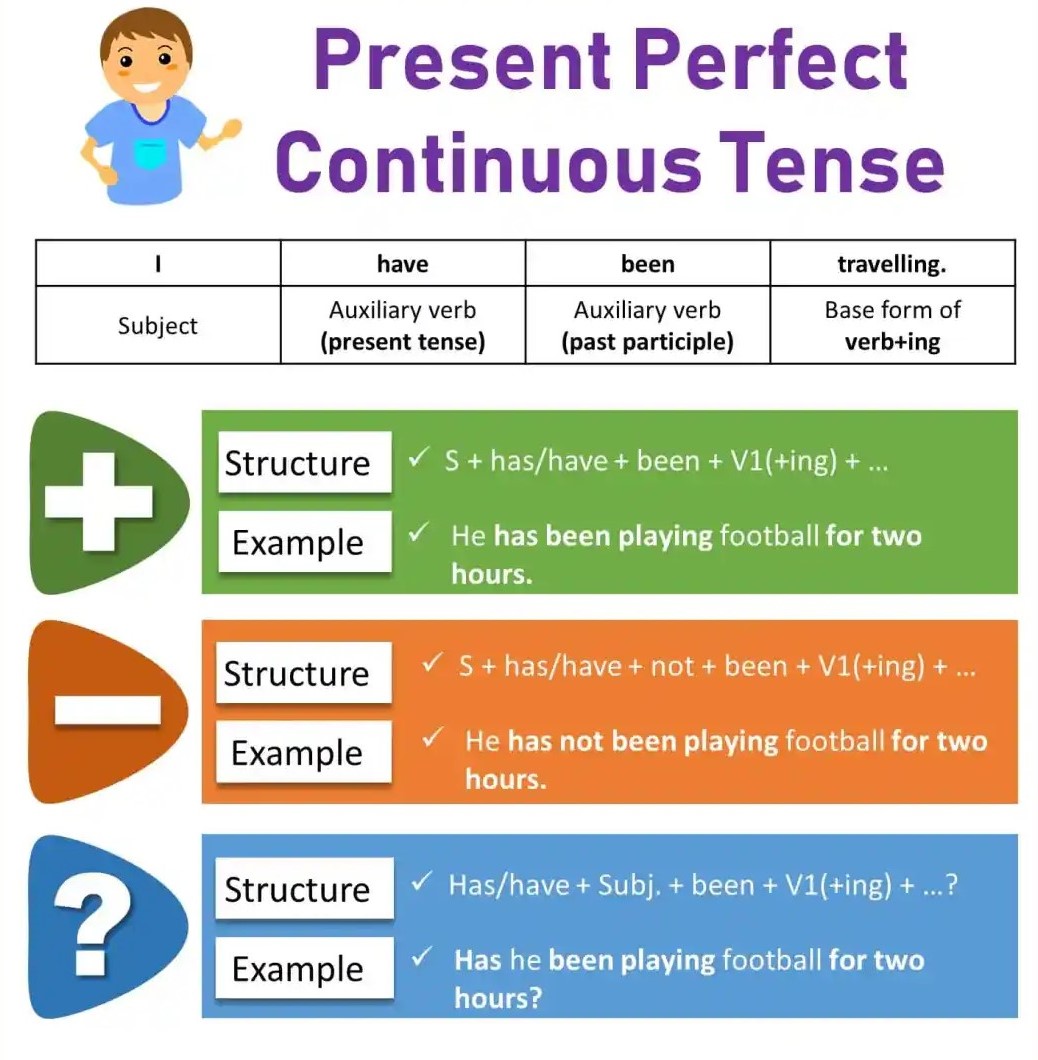 Present Perfect
Continuous Tense
I have been travelling.
Subject
Auxiliary verb
(present tense)
Auxiliary verb
(past participle)
Base form of
verb+ing
Structure
✓ S + has/have + been + V1(+ing) + ...
Example
✓ He has been playing football for two
hours.
Structure
✓ S + has/have + not + been + V1(+ing) + ...
Example
✓ He has not been playing football for two
hours.
?
Structure
✓ Has/have + Subj. + been + V1(+ing) + ...?
Example
✓ Has he been playing football for two
hours?